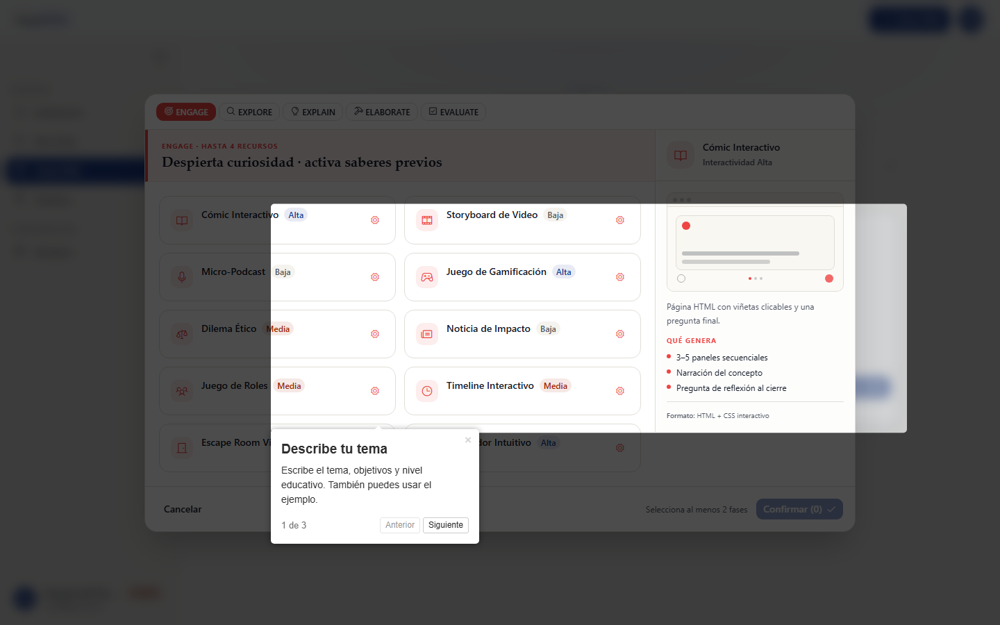 ENGAGE
EXPLORE
EXPLAIN
ELABORATE
EVALUATE
ENGAGE · HASTA 4 RECURSOS
Despierta curiosidad · activa saberes previos
Cómic Interactivo Alta
Storyboard de Video Baja
Micro-Podcast Baja
Juego de Gamificación Alta
Dilema Ético Media
Noticia de Impacto Baja
Juego de Roles Media
Timeline Interactivo Media
Escape Room Vi
dor Intuitivo Alta
Cómic Interactivo
Interactividad Alta
Página HTML con viñetas clicables y una
pregunta final.
QUÉ GENERA
3–5 paneles secuenciales
Narración del concepto
Pregunta de reflexión al cierre
Formato: HTML + CSS interactivo
Describe tu tema
×
Escribe el tema, objetivos y nivel
educativo. También puedes usar el
ejemplo.
1 de 3
Anterior
Siguiente
Cancelar
Selecciona al menos 2 fases
Confirmar (0)